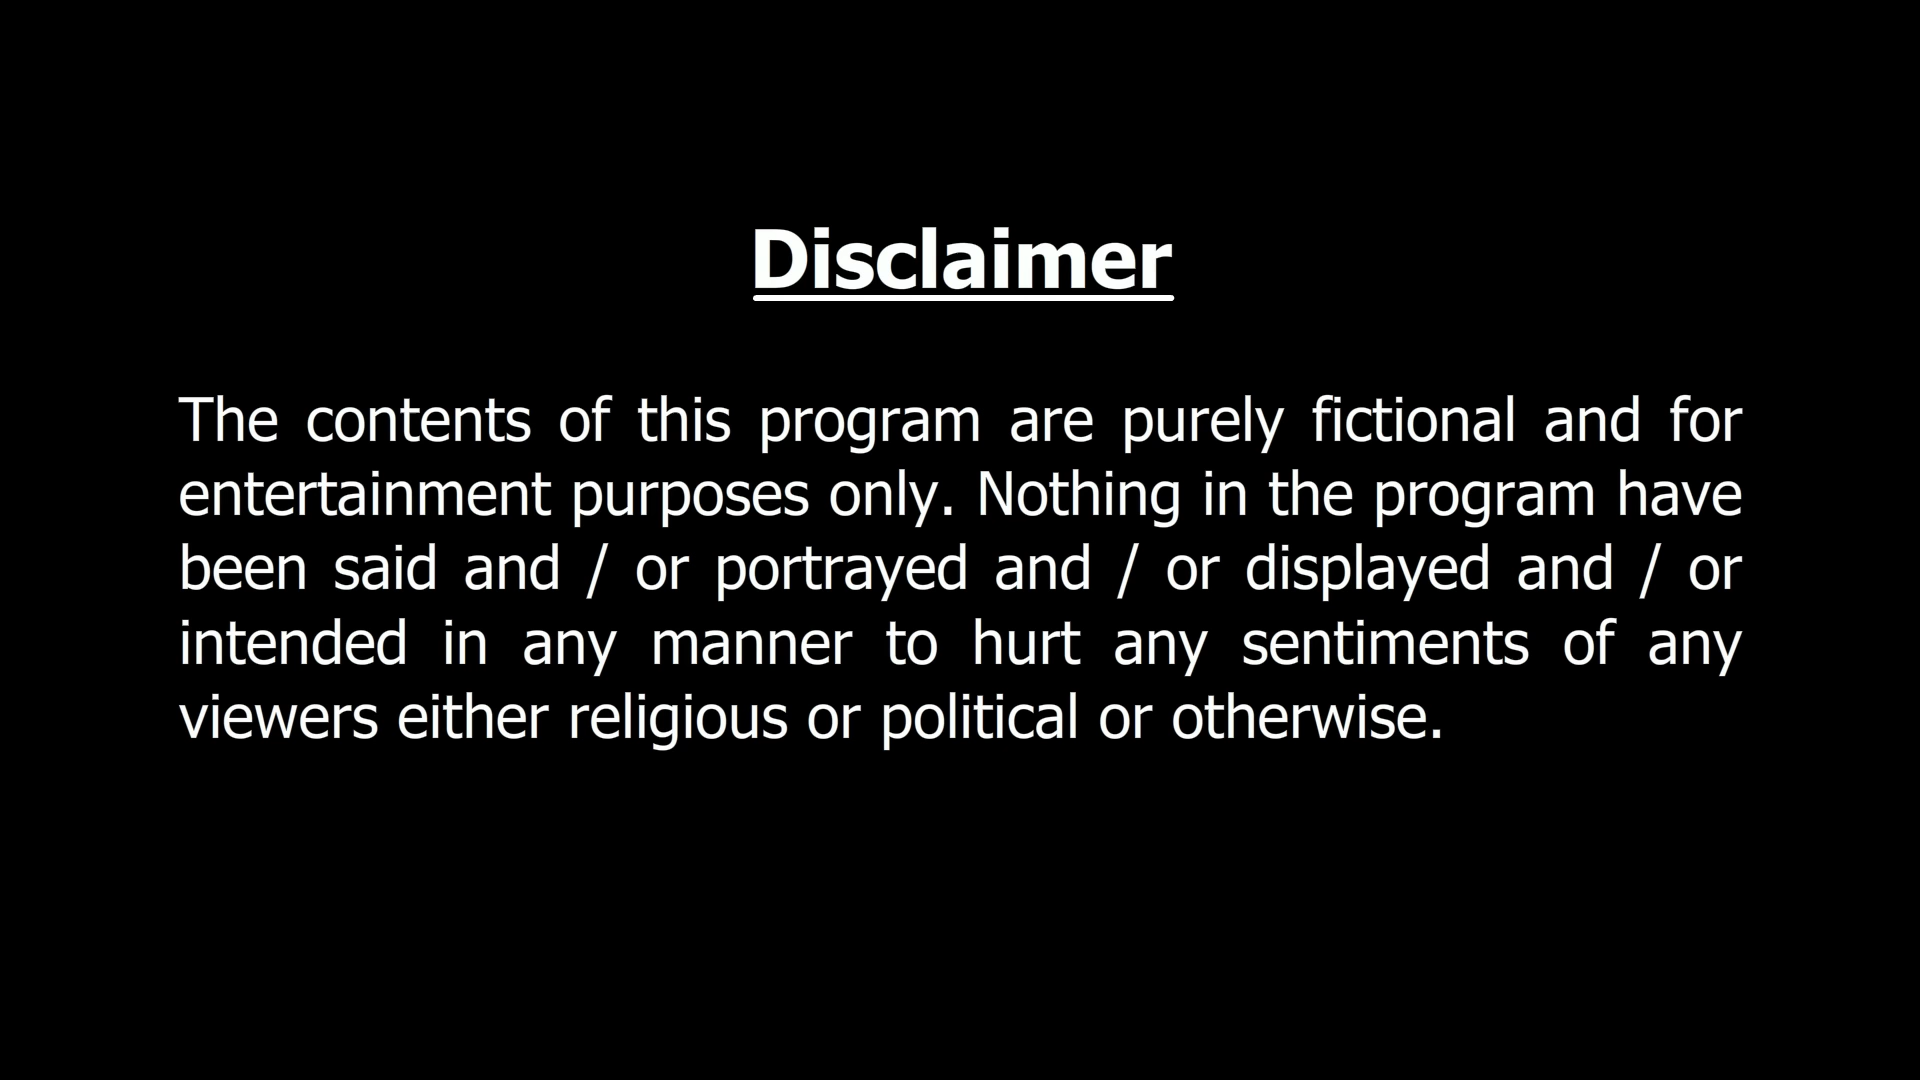 Disclaimer
The contents of this program are purely fictional and for
entertainment purposes only. Nothing in the program have
been said and / or portrayed and / or displayed and / or
intended in any manner to hurt any sentiments of any
viewers either religious or political or otherwise.